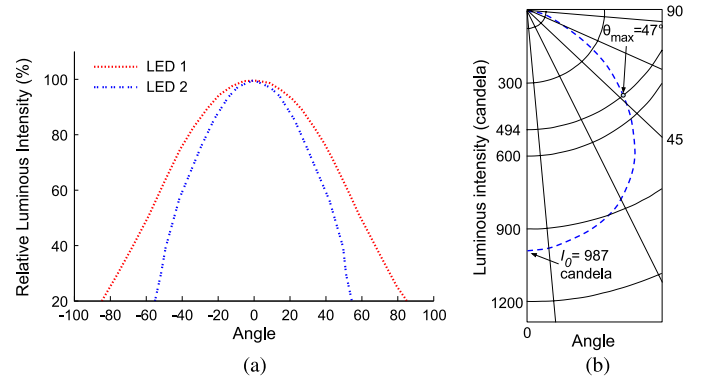 Relative Luminous Intensity (%)
100
80
60
40
20
LED 1
LED 2
-100 -80 -60 -40 -20 0 20 40 60 80 100
Angle
(a)
Luminous intensity (candela)
300
494
600
900
1200
90
45
θmax=47°
I0= 987
candela
0
Angle
(b)